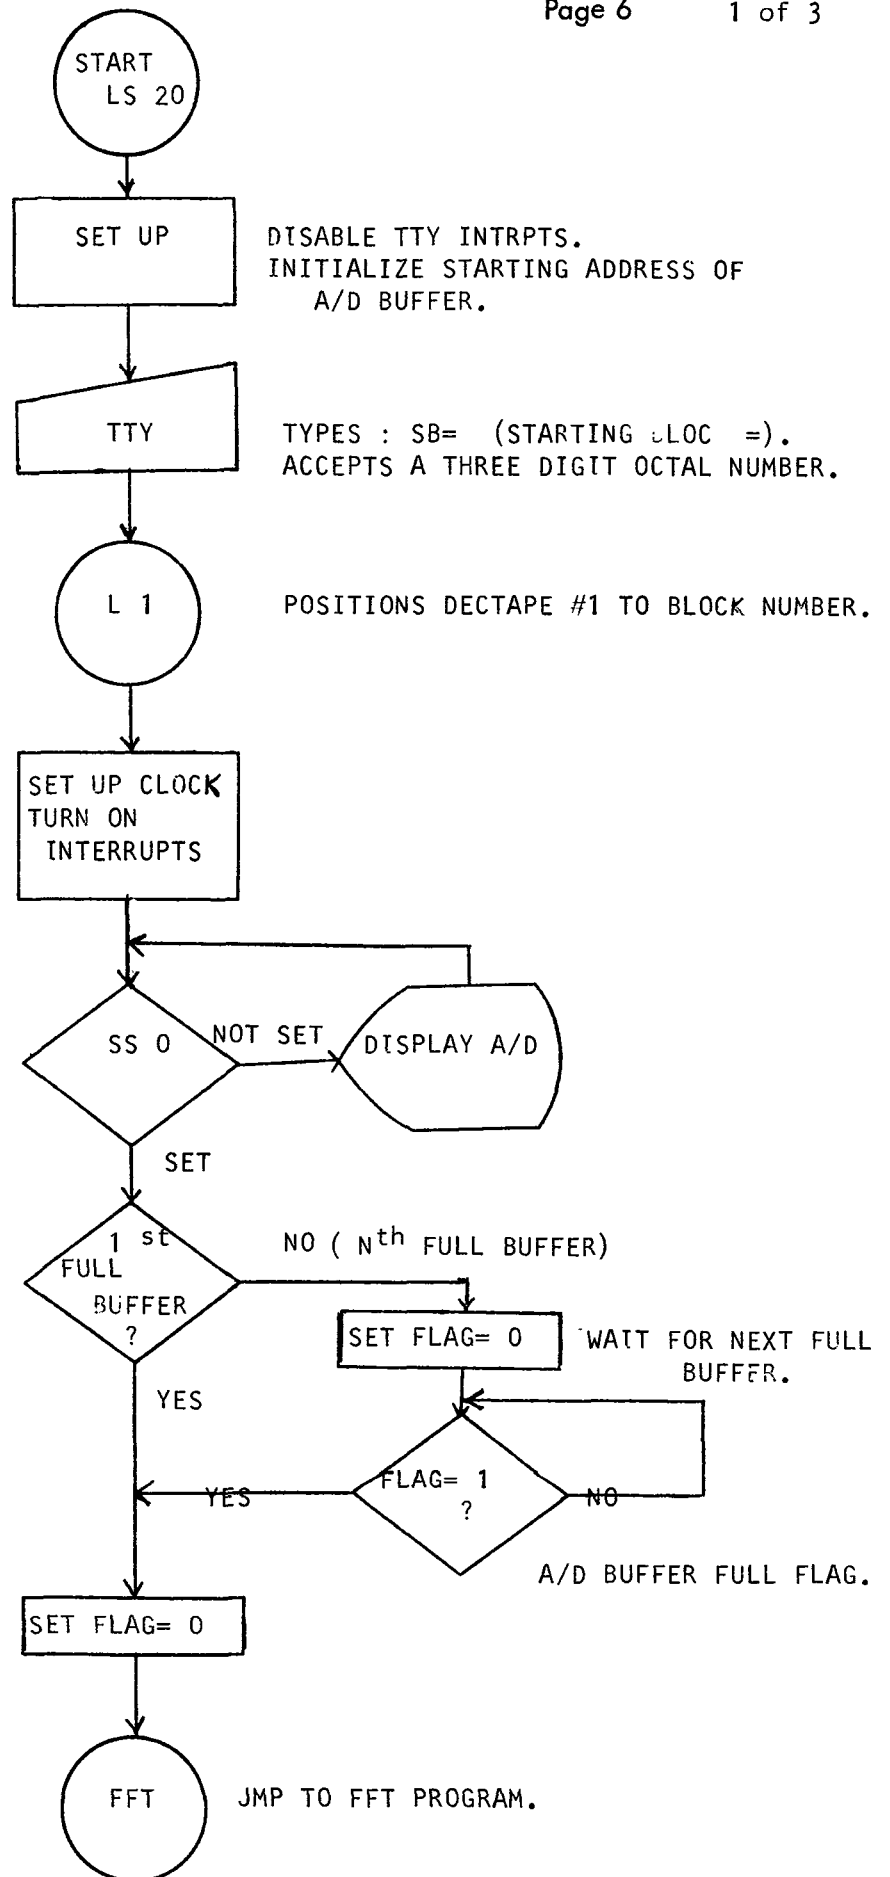 Page 6 1 of 3
START
LS 20
SET UP
DISABLE TTY INTRPTS.
INITIALIZE STARTING ADDRESS OF
A/D BUFFER.
TTY
TYPES : SB= (STARTING =).
ACCEPTS A THREE DIGIT OCTAL NUMBER.
L 1
POSITIONS DECTAPE #1 TO BLOCK NUMBER.
SET UP CLOCK
TURN ON
INTERRUPTS
SS 0
NOT SET
DISPLAY A/D
SET
1 st
FULL
BUFFER
?
NO ( Nth FULL BUFFER)
SET FLAG= 0
WAIT FOR NEXT FULL
BUFFER.
YES
FLAG= 1
?
YES
NO
A/D BUFFER FULL FLAG.
SET FLAG= 0
FFT
JMP TO FFT PROGRAM.